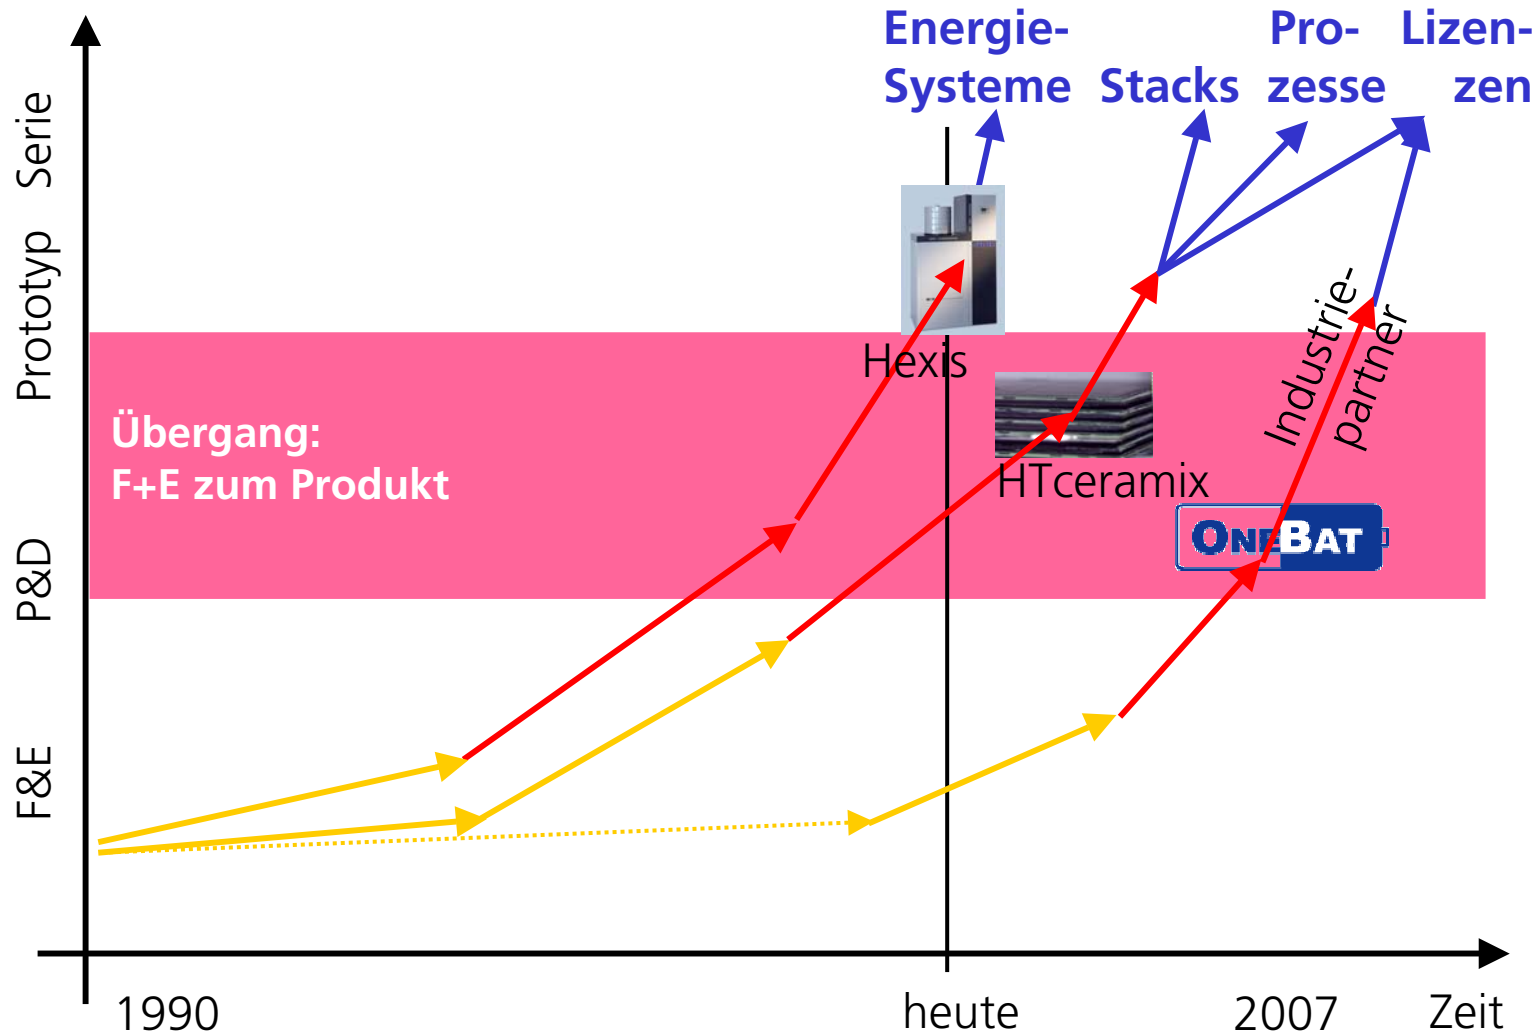 Energie-
Systeme
Stacks
Pro-
zesse
Lizen-
zen
Serie
Prototyp
P&D
F&E
Übergang:
F+E zum Produkt
Hexis
HTceramix
Industrie-
partner
ONEBAT
1990
heute
2007
Zeit